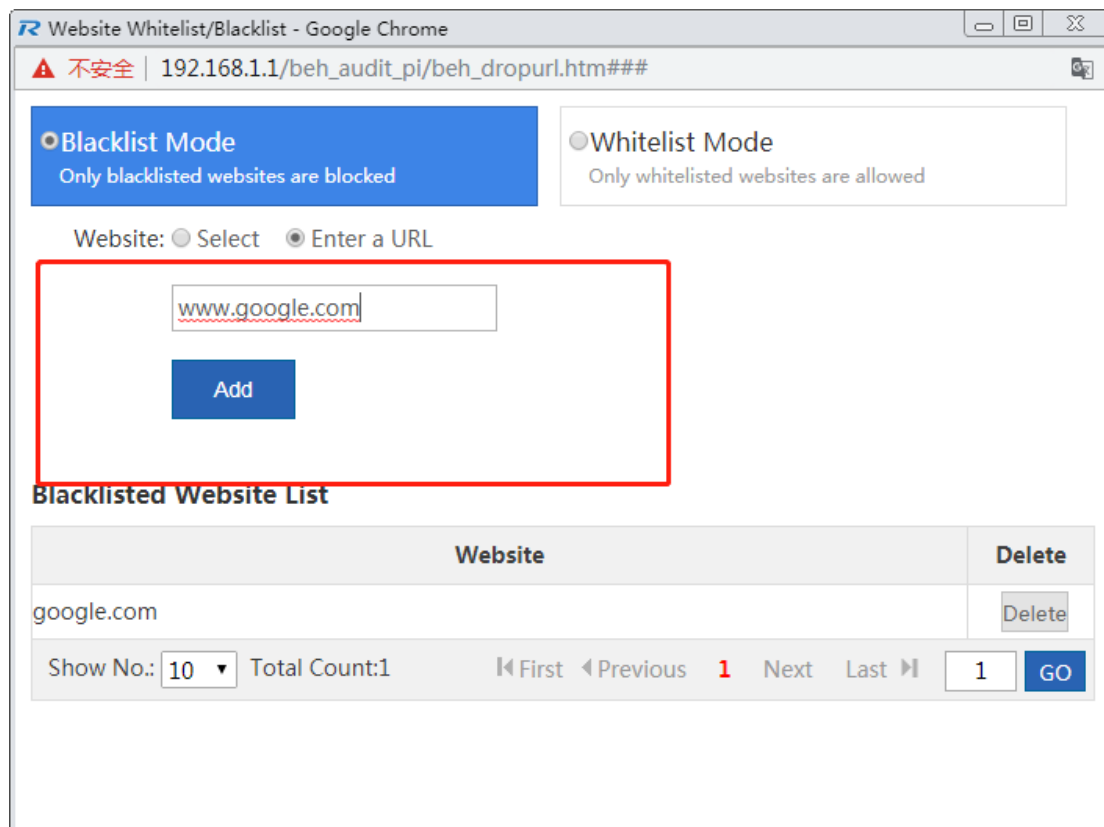 Website Whitelist/Blacklist - Google Chrome
不安全 | 192.168.1.1/beh_audit_pi/beh_dropurl.htm###
Blacklist Mode
Only blacklisted websites are blocked
Whitelist Mode
Only whitelisted websites are allowed
Website: Select Enter a URL
www.google.com
Add
Blacklisted Website List
Website Delete
google.com Delete
Show No.: 10 Total Count:1 First Previous 1 Next Last 1 GO